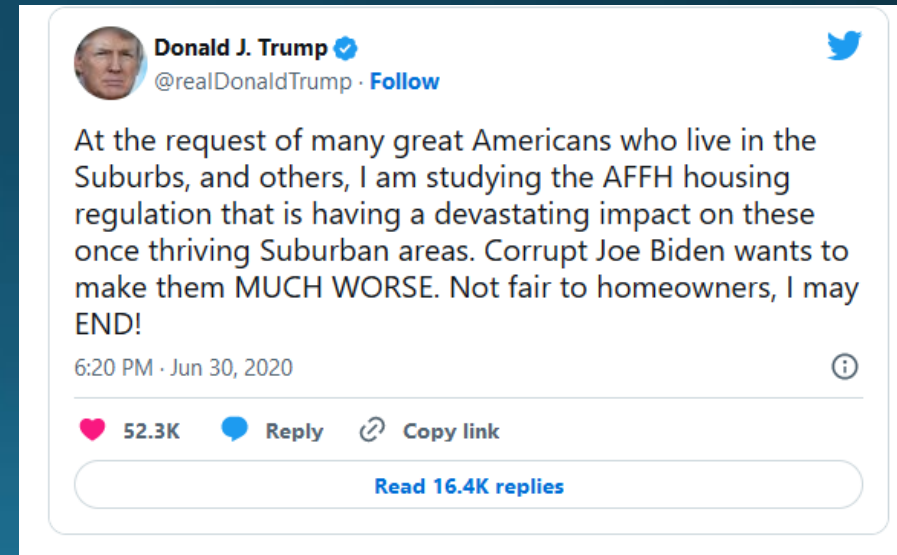 Donald J. Trump
@realDonaldTrump · Follow
At the request of many great Americans who live in the
Suburbs, and others, I am studying the AFFH housing
regulation that is having a devastating impact on these
once thriving Suburban areas. Corrupt Joe Biden wants to
make them MUCH WORSE. Not fair to homeowners, I may
END!
6:20 PM · Jun 30, 2020
52.3K Reply Copy link
Read 16.4K replies